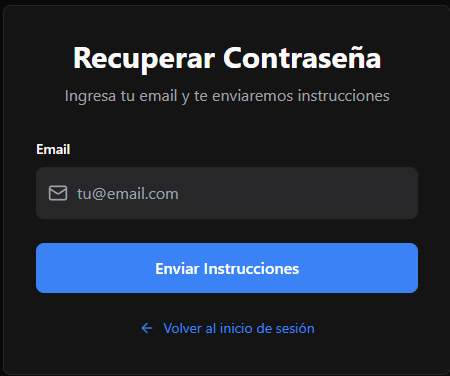 Recuperar Contraseña
Ingresa tu email y te enviaremos instrucciones
Email
tu@email.com
Enviar Instrucciones
Volver al inicio de sesión